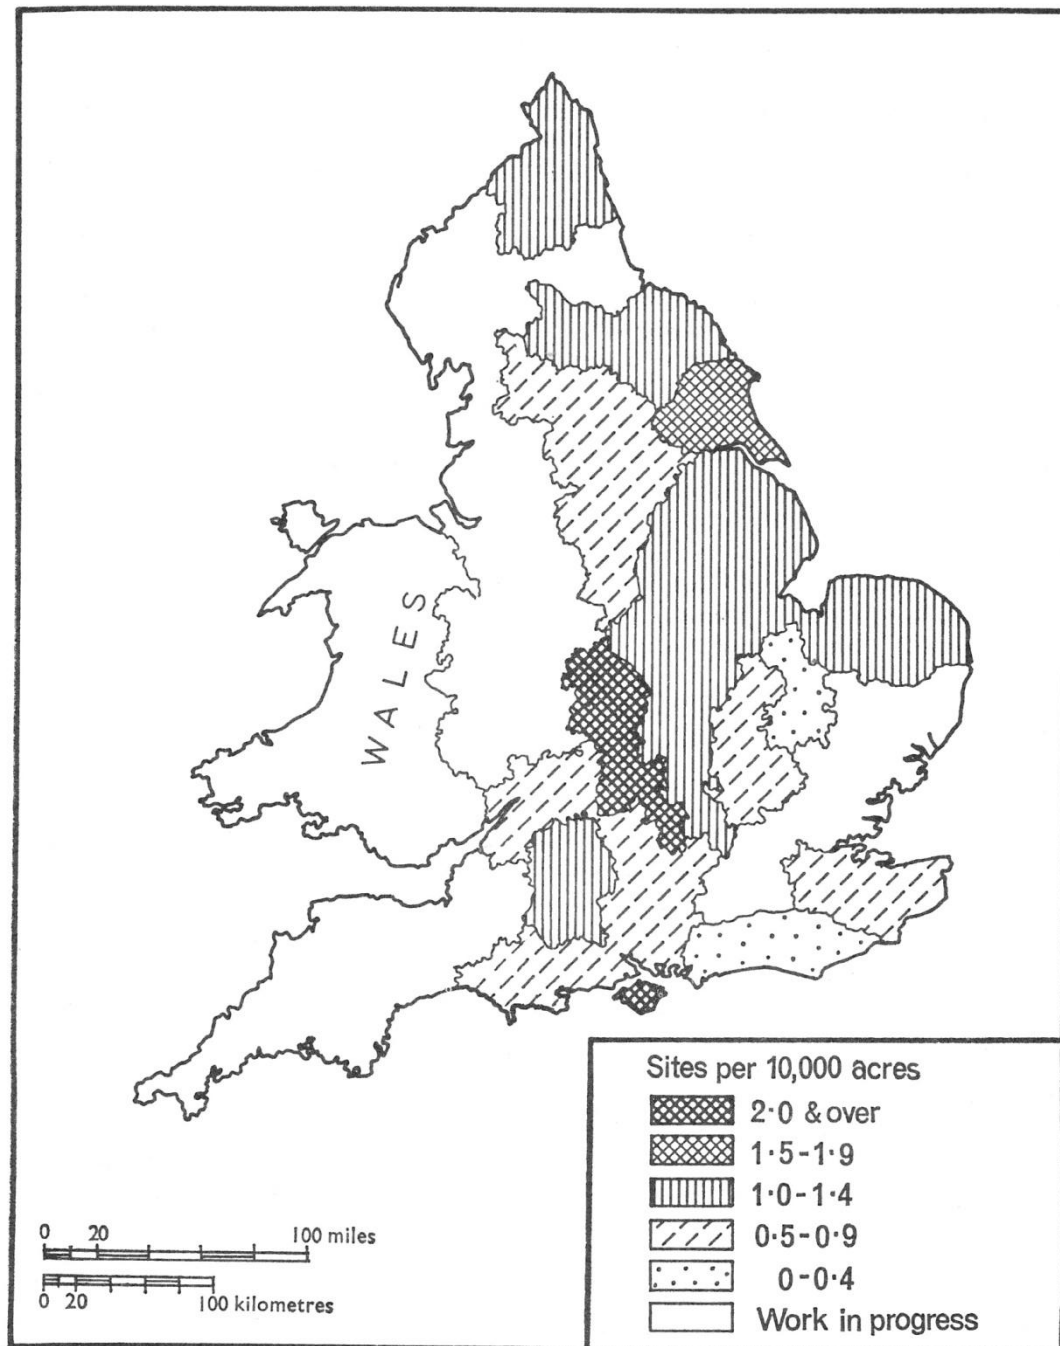 WALES
Sites per 10,000 acres
2·0 & over
1·5-1·9
1·0-1·4
0·5-0·9
0-0·4
Work in progress
0 20 100 miles
0 20 100 kilometres